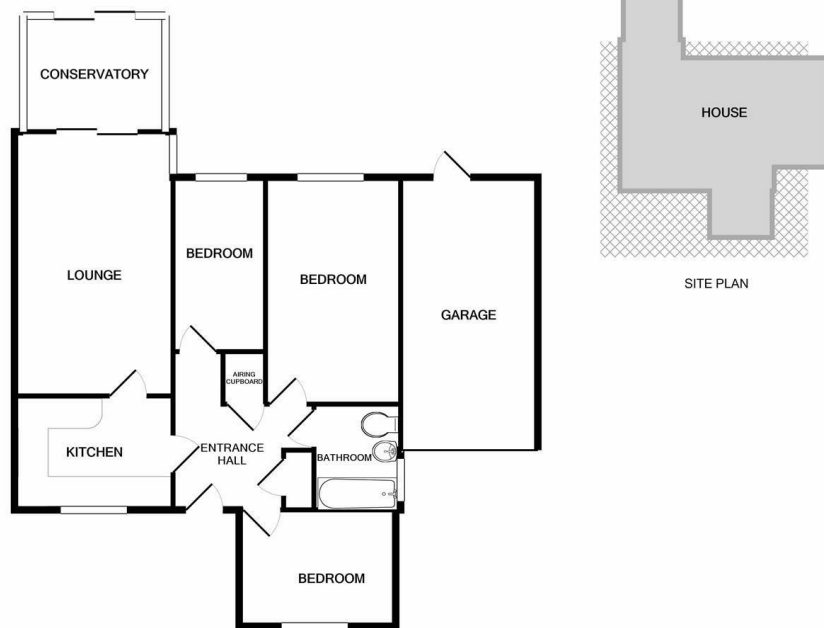 CONSERVATORY
HOUSE
LOUNGE
BEDROOM
BEDROOM
GARAGE
SITE PLAN
AIRING
CUPBOARD
KITCHEN
ENTRANCE
HALL
BATHROOM
BEDROOM